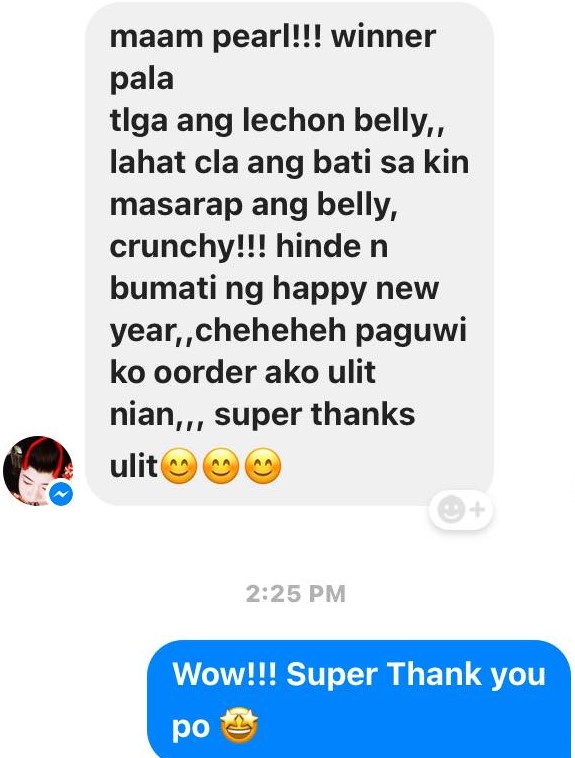 maam pearl!!! winner
pala
tlga ang lechon belly,,
lahat cla ang bati sa kin
masarap ang belly,
crunchy!!! hinde n
bumati ng happy new
year,,cheheheh paguwi
ko oorder ako ulit
nian,,, super thanks
ulit😊😊😊
2:25 PM
Wow!!! Super Thank you
po 🤩